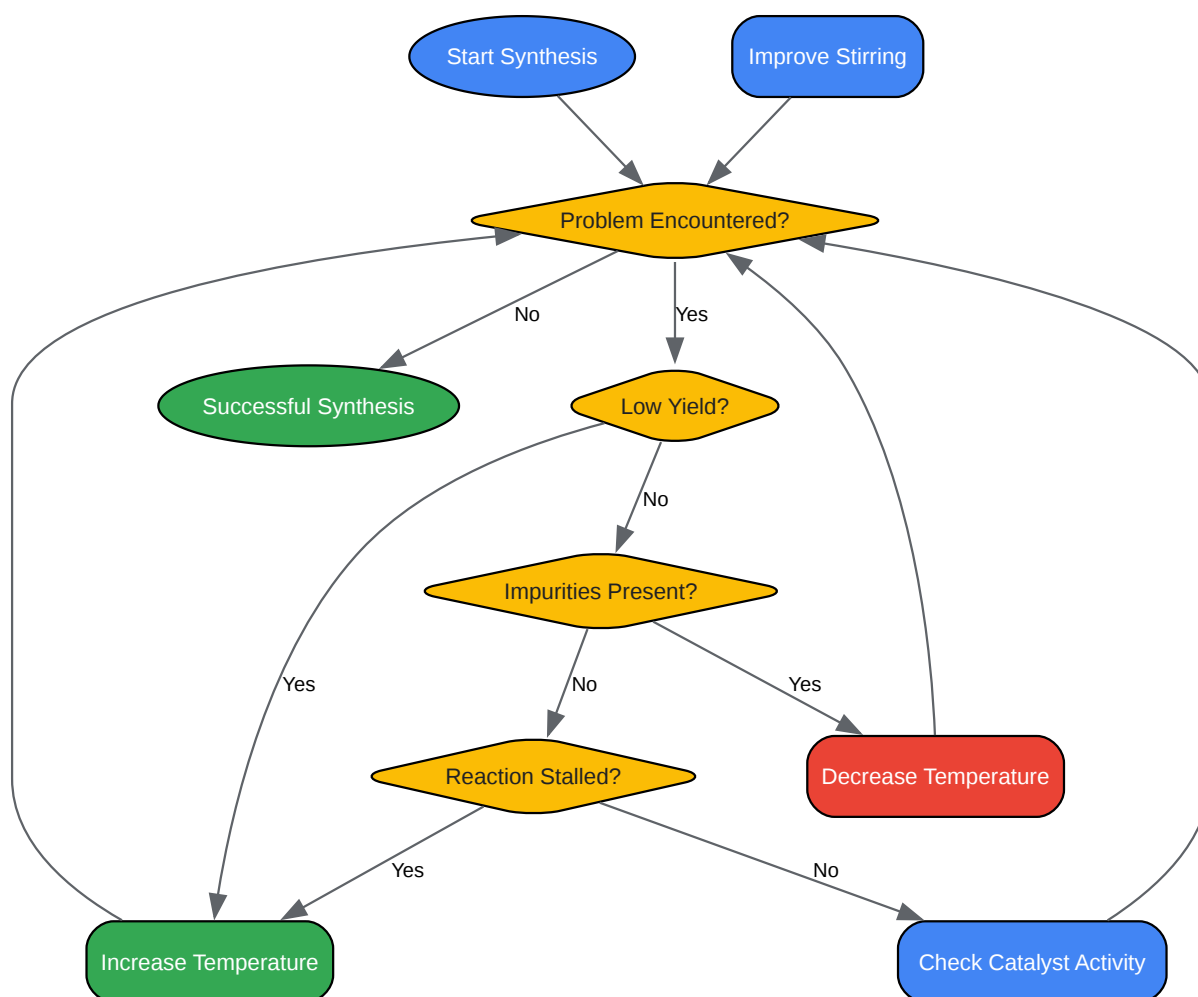 Start Synthesis
Improve Stirring
Problem Encountered?
No
Yes
Successful Synthesis
Low Yield?
No
Impurities Present?
Yes
No
Yes
Reaction Stalled?
Decrease Temperature
Yes
No
Increase Temperature
Check Catalyst Activity